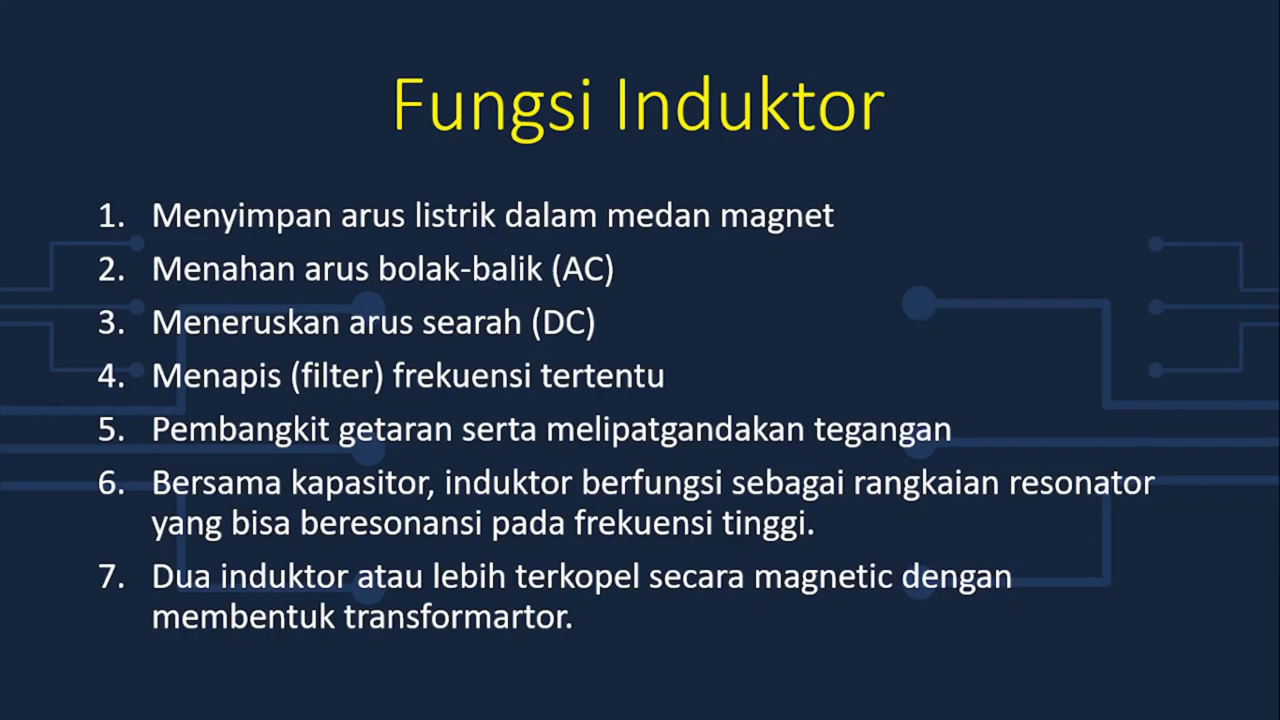 Fungsi Induktor
1. Menyimpan arus listrik dalam medan magnet
2. Menahan arus bolak-balik (AC)
3. Meneruskan arus searah (DC)
4. Menapis (filter) frekuensi tertentu
5. Pembangkit getaran serta melipatgandakan tegangan
6. Bersama kapasitor, induktor berfungsi sebagai rangkaian resonator
yang bisa beresonansi pada frekuensi tinggi.
7. Dua induktor atau lebih terkopel secara magnetic dengan
membentuk transformartor.